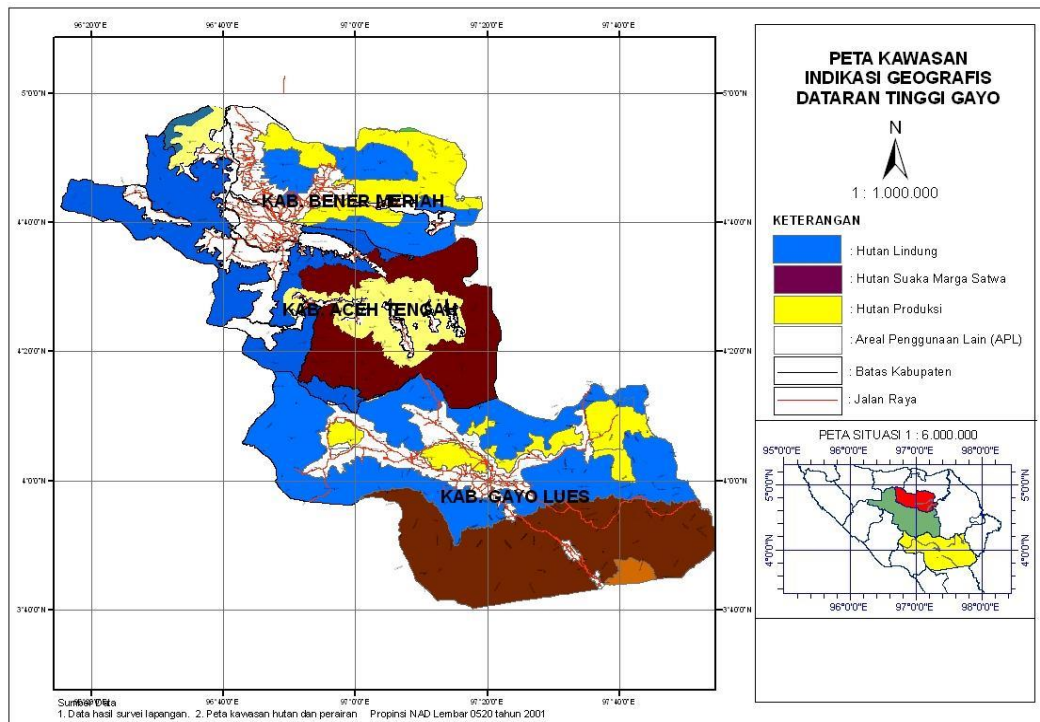 96°20'0"E 96°40'0"E 97°0'0"E 97°20'0"E 97°40'0"E
5°0'0"N 5°0'0"N
4°40'0"N 4°40'0"N
4°20'0"N 4°20'0"N
4°0'0"N 4°0'0"N
3°40'0"N 3°40'0"N
96°20'0"E 96°40'0"E 97°0'0"E 97°20'0"E 97°40'0"E
KAB. BENER MERIAH
KAB. ACEH TENGAH
KAB. GAYO LUES
Sumber Data
1. Data hasil survei lapangan. 2. Peta kawasan hutan dan perairan Propinsi NAD Lembar 0520 tahun 2001
PETA KAWASAN
INDIKASI GEOGRAFIS
DATARAN TINGGI GAYO
N
1 : 1.000.000
KETERANGAN
: Hutan Lindung
: Hutan Suaka Marga Satwa
: Hutan Produksi
: Areal Penggunaan Lain (APL)
: Batas Kabupaten
: Jalan Raya
PETA SITUASI 1 : 6.000.000
95°0'0"E 96°0'0"E 97°0'0"E 98°0'0"E
5°0'0"N 5°0'0"N
4°0'0"N 4°0'0"N
96°0'0"E 97°0'0"E 98°0'0"E